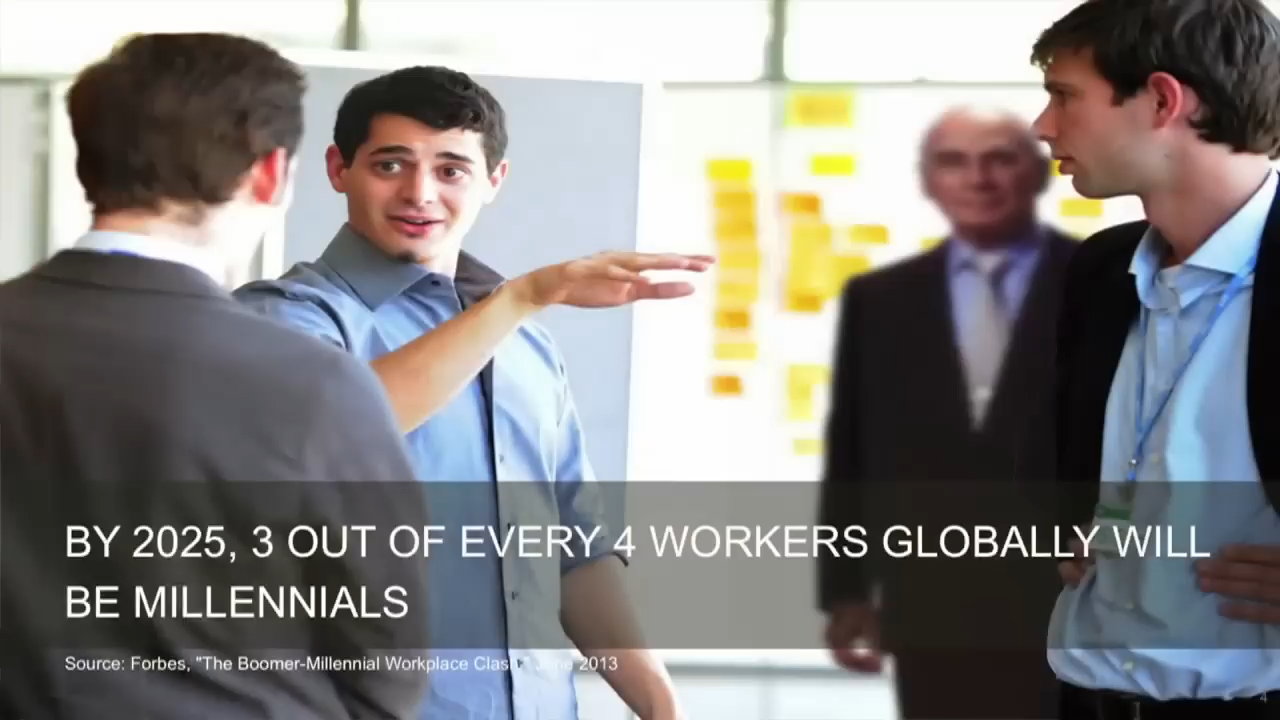 BY 2025, 3 OUT OF EVERY 4 WORKERS GLOBALLY WILL
BE MILLENNIALS
Source: Forbes, "The Boomer-Millennial Workplace Clash," June 2013
4